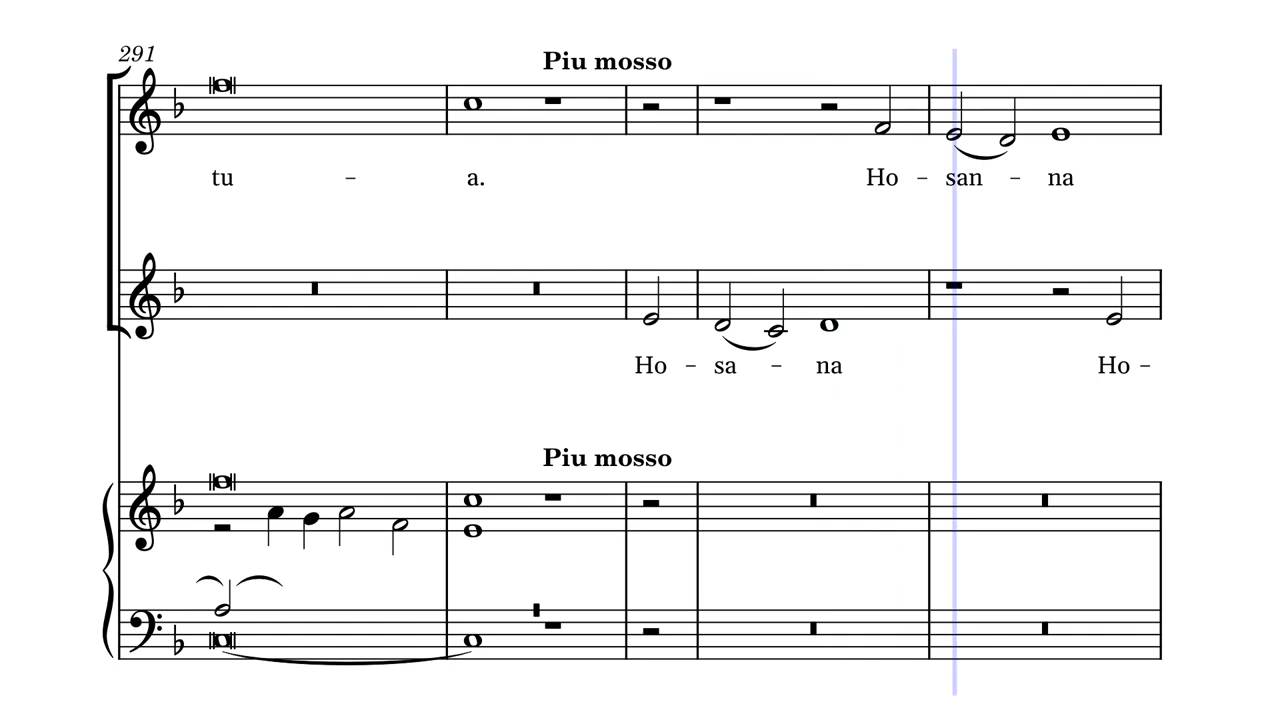 291
Piu mosso
tu - a. Ho - san - na
Ho - sa - na Ho -
Piu mosso